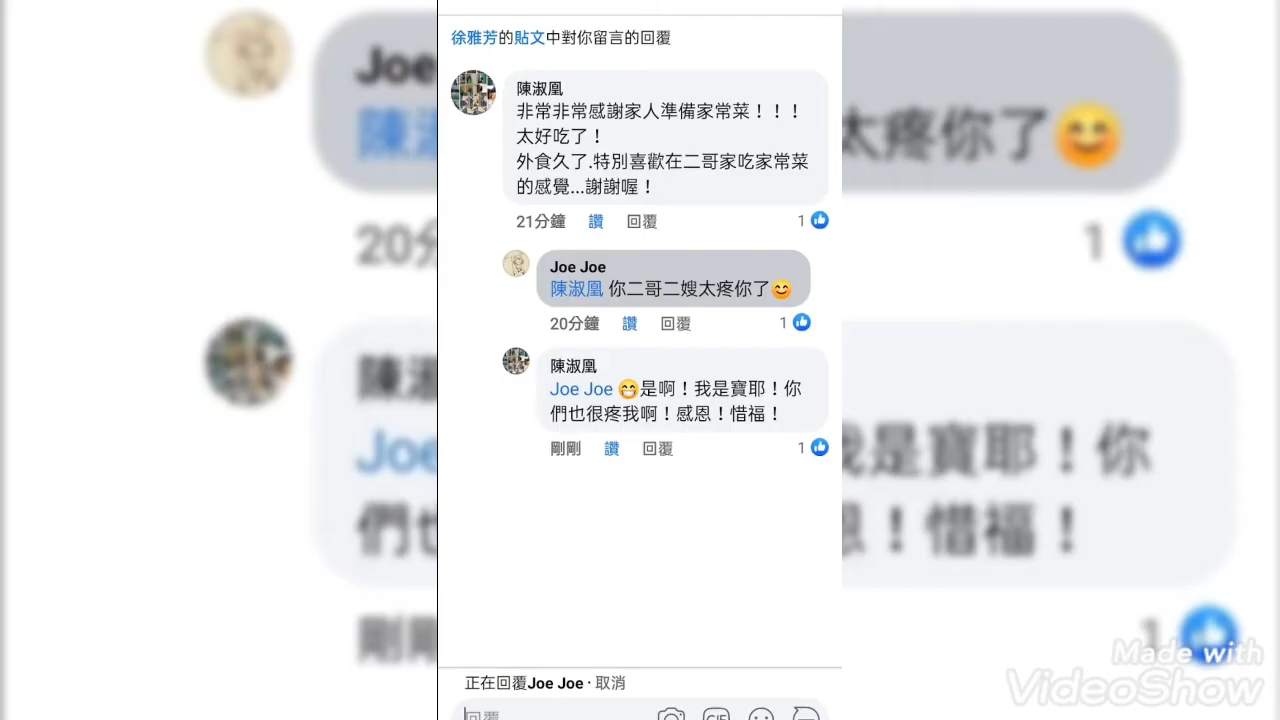 徐雅芳的貼文中對你留言的回覆
陳淑凰
非常非常感謝家人準備家常菜！！！
太好吃了！
外食久了.特別喜歡在二哥家吃家常菜
的感覺...謝謝喔！
21分鐘 讚 回覆 1
Joe Joe
陳淑凰 你二哥二嫂太疼你了😊
20分鐘 讚 回覆 1
陳淑凰
Joe Joe 😁是啊！我是寶耶！你
們也很疼我啊！感恩！惜福！
剛剛 讚 回覆 1
正在回覆Joe Joe · 取消
回覆
GIF
Made with
VideoShow